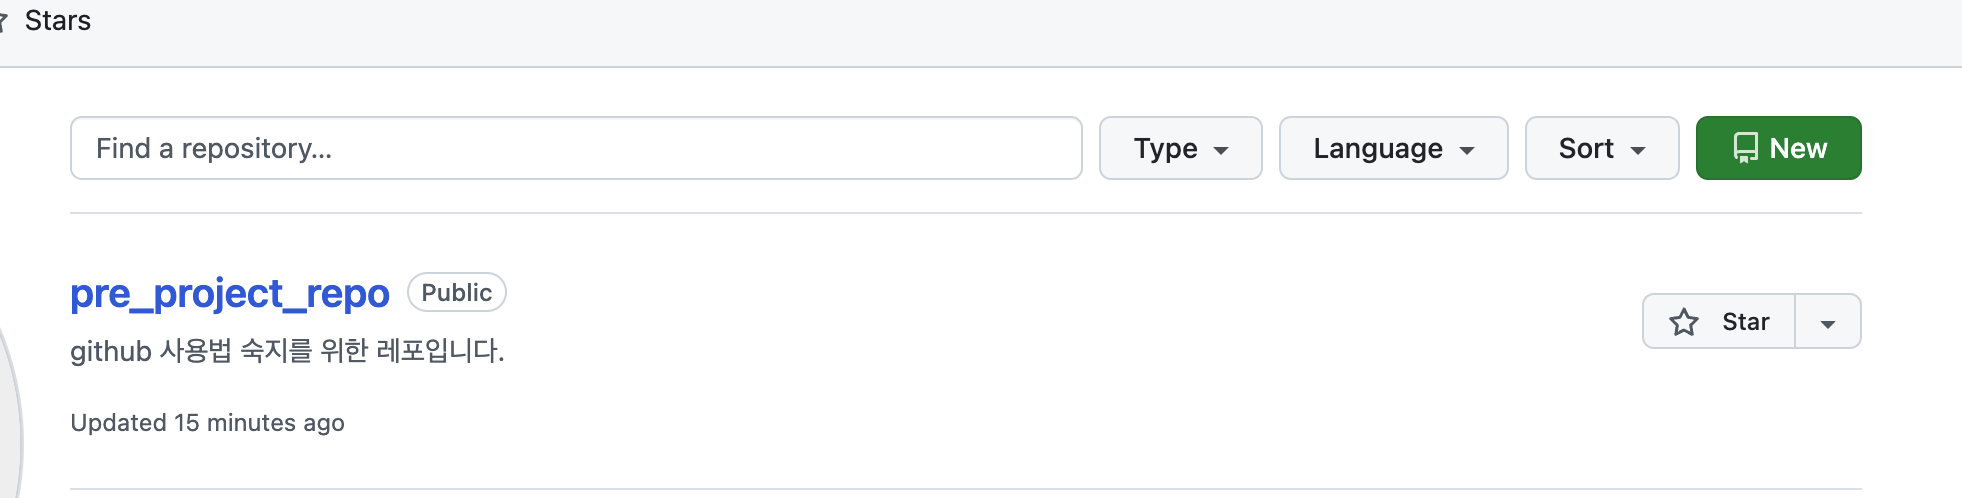 Stars
Find a repository...
Type
Language
Sort
New
pre_project_repo
Public
Star
github 사용법 숙지를 위한 레포입니다.
Updated 15 minutes ago